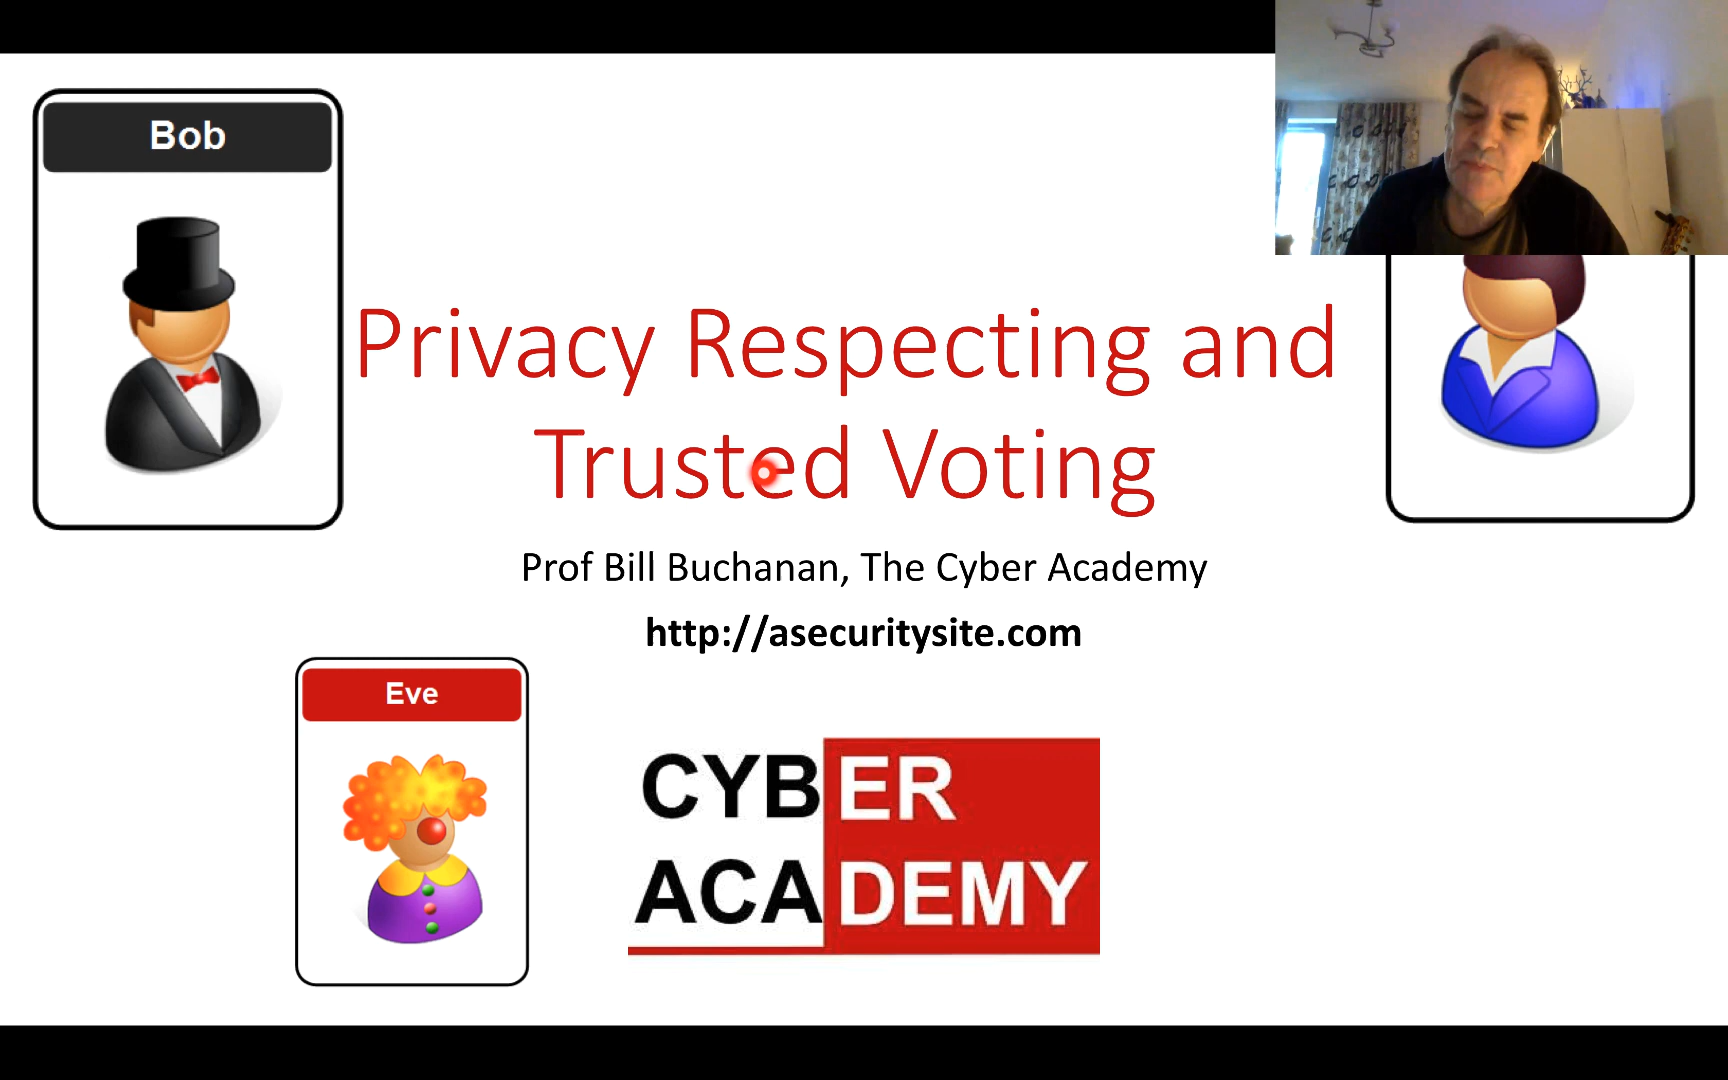 Bob
Privacy Respecting and
Trusted Voting
Prof Bill Buchanan, The Cyber Academy
http://asecuritysite.com
Eve
CYBER
ACADEMY